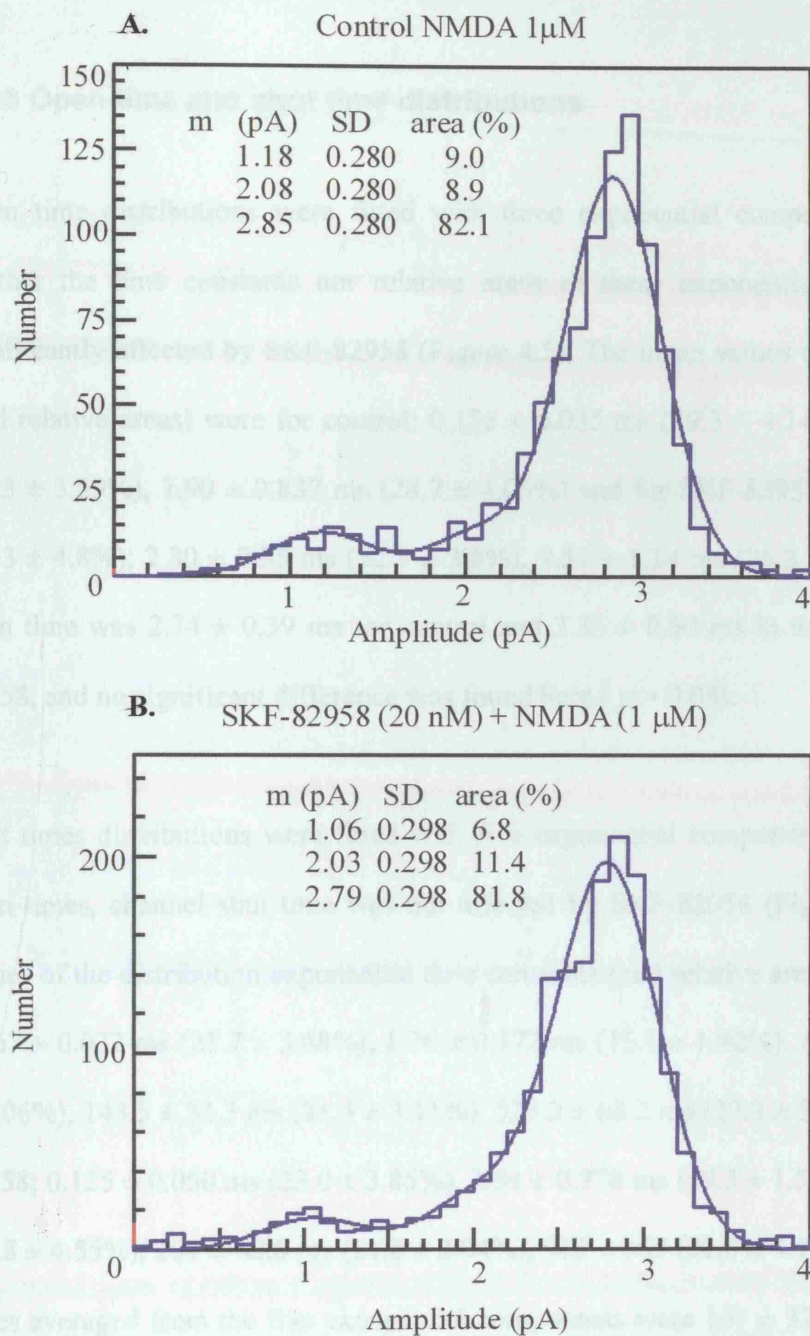 A. Control NMDA 1µM
m (pA) SD area (%)
1.18 0.280 9.0
2.08 0.280 8.9
2.85 0.280 82.1
150
125
100
75
50
25
0
Number
1 2 3 4
Amplitude (pA)
B. SKF-82958 (20 nM) + NMDA (1 µM)
m (pA) SD area (%)
1.06 0.298 6.8
2.03 0.298 11.4
2.79 0.298 81.8
200
100
0
Number
1 2 3 4
Amplitude (pA)